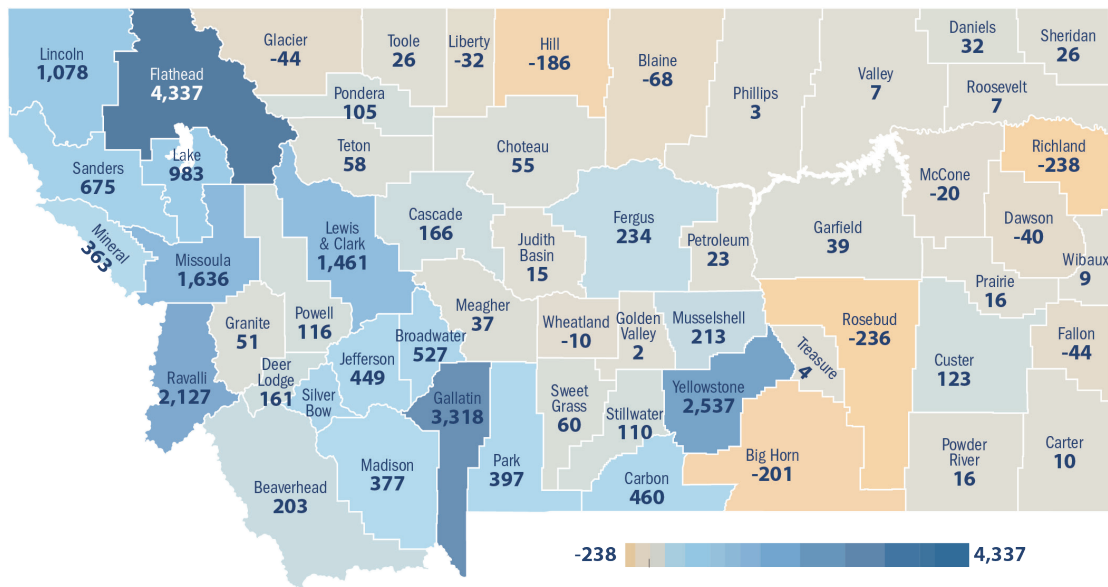 Lincoln
1,078
Flathead
4,337
Glacier
-44
Toole
26
Liberty
-32
Hill
-186
Blaine
-68
Phillips
3
Valley
7
Daniels
32
Sheridan
26
Roosevelt
7
Pondera
105
Teton
58
Choteau
55
Richland
-238
McCone
-20
Sanders
675
Lake
983
Mineral
363
Missoula
1,636
Lewis
& Clark
1,461
Cascade
166
Judith
Basin
15
Fergus
234
Petroleum
23
Garfield
39
Dawson
-40
Wibaux
9
Prairie
16
Granite
51
Powell
116
Meagher
37
Broadwater
527
Wheatland
-10
Golden
Valley
2
Musselshell
213
Rosebud
-236
Treasure
4
Custer
123
Fallon
-44
Ravalli
2,127
Deer
Lodge
161
Jefferson
449
Silver
Bow
Gallatin
3,318
Sweet
Grass
60
Stillwater
110
Yellowstone
2,537
Beaverhead
203
Madison
377
Park
397
Carbon
460
Big Horn
-201
Powder
River
16
Carter
10
-238
4,337